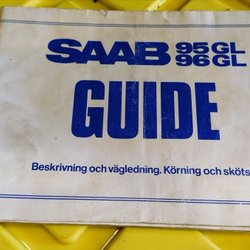 SAAB 95GL
96GL
GUIDE
Beskrivning och vägledning. Körning och sköts